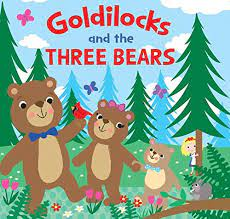 Goldilocks
and the
THREE BEARS